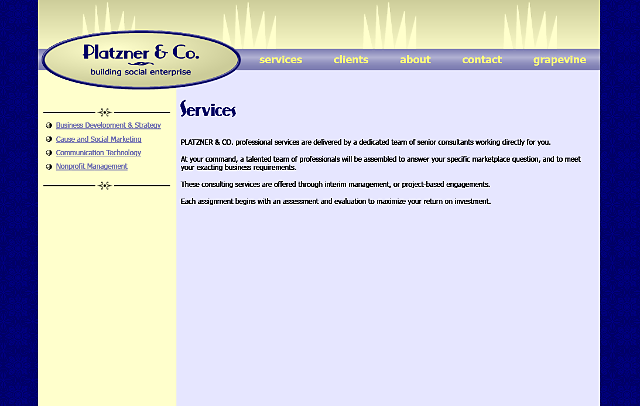 Platzner & Co.
building social enterprise
services clients about contact grapevine
Business Development & Strategy
Cause and Social Marketing
Communication Technology
Nonprofit Management
Services
PLATZNER & CO. professional services are delivered by a dedicated team of senior consultants working directly for you.
At your command, a talented team of professionals will be assembled to answer your specific marketplace question, and to meet
your exacting business requirements.
These consulting services are offered through interim management, or project-based engagements.
Each assignment begins with an assessment and evaluation to maximize your return on investment.